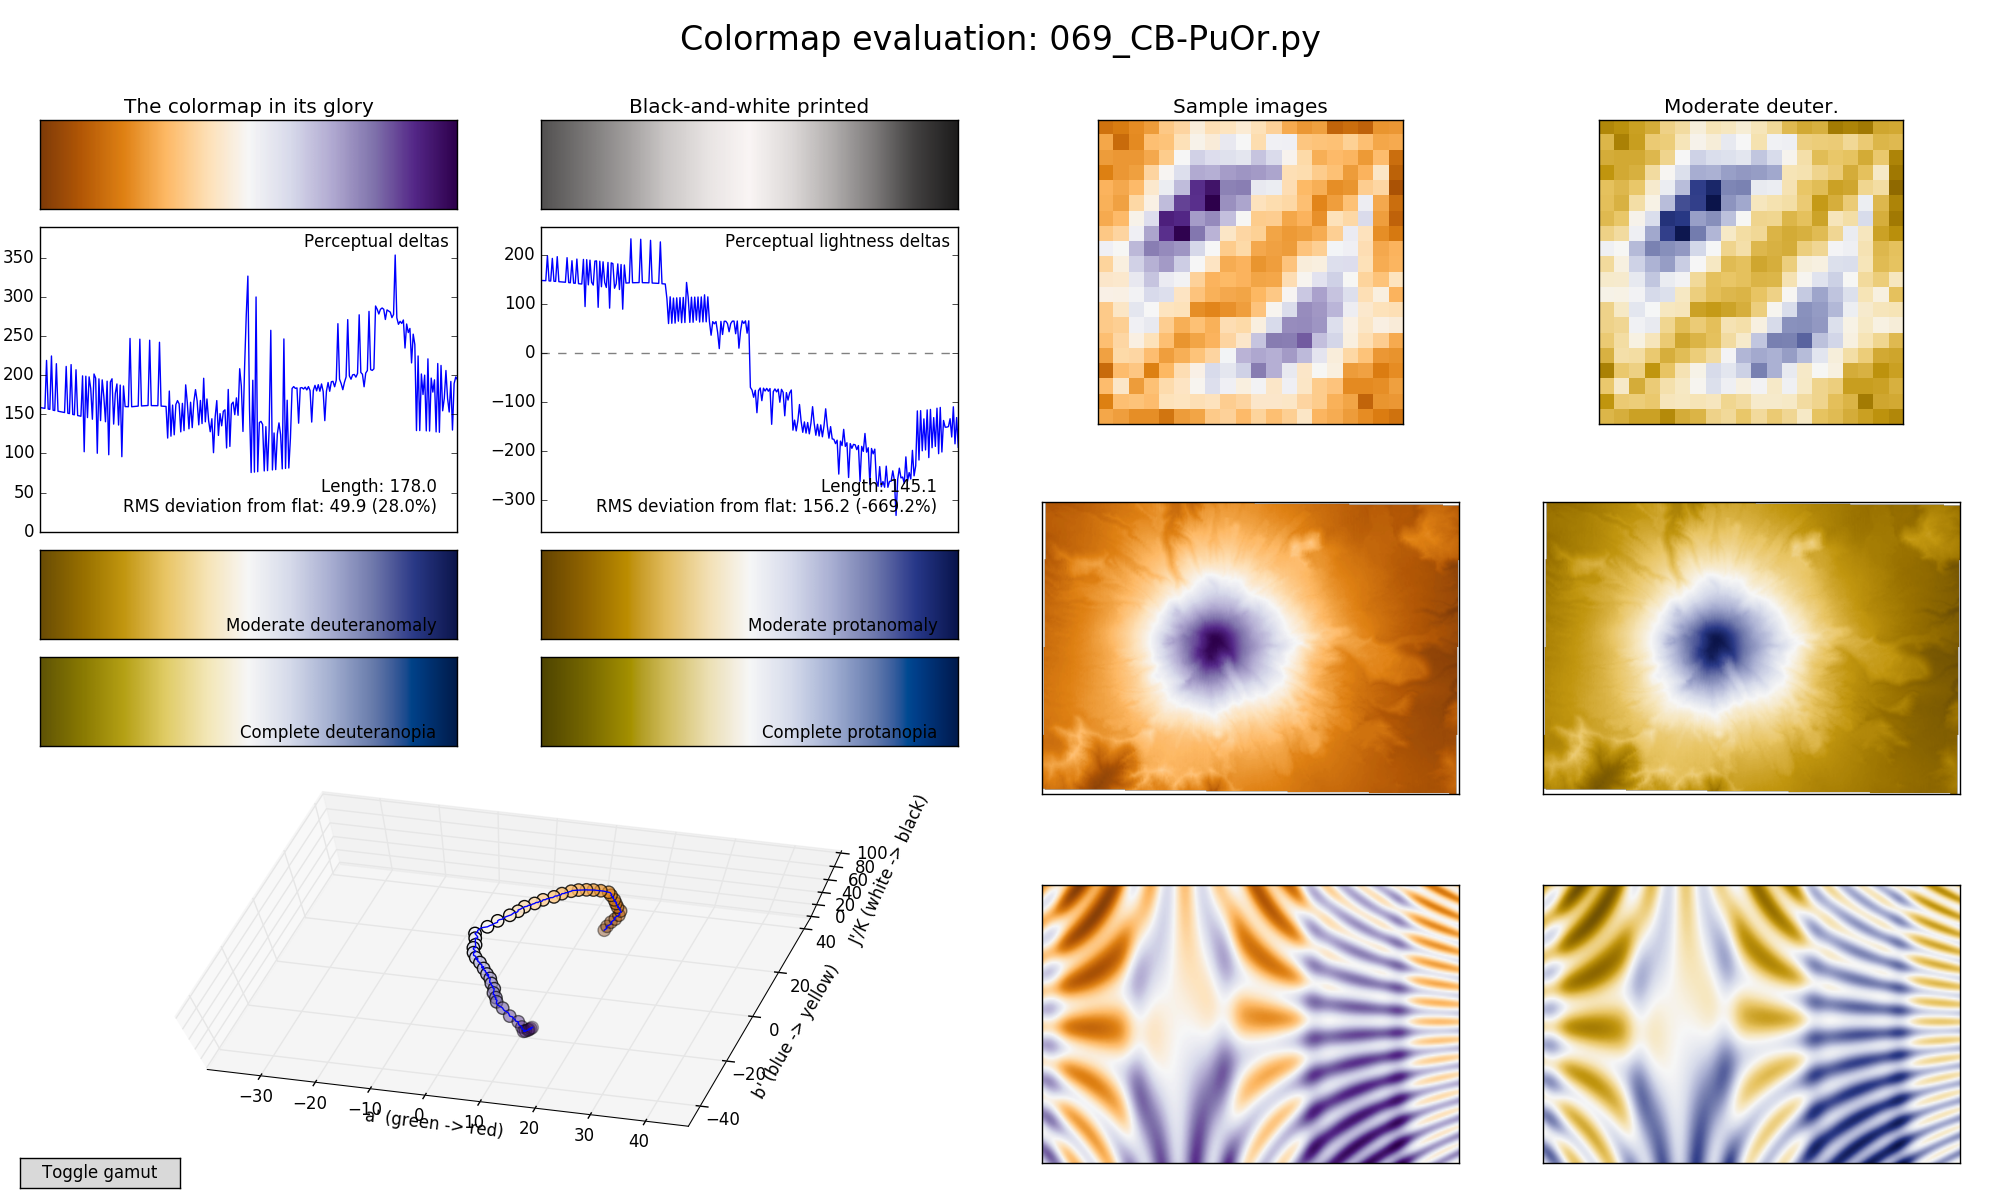 Colormap evaluation: 069_CB-PuOr.py
The colormap in its glory
Black-and-white printed
Sample images
Moderate deuter.
Perceptual deltas
350
300
250
200
150
100
50
0
Length: 178.0
RMS deviation from flat: 49.9 (28.0%)
Perceptual lightness deltas
200
100
0
−100
−200
−300
Length: 145.1
RMS deviation from flat: 156.2 (-669.2%)
Moderate deuteranomaly
Moderate protanomaly
Complete deuteranopia
Complete protanopia
100
80
60
40
20
0
J'/K (white -> black)
40
20
0
−20
−40
b' (blue -> yellow)
−30
−20
−10
0
10
20
30
40
a' (green -> red)
Toggle gamut